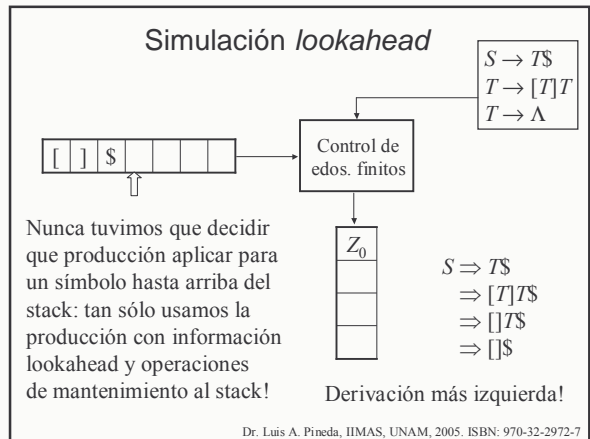 Simulación lookahead
S → T$
T → [T]T
T → Λ
[ ] $
Control de
edos. finitos
Nunca tuvimos que decidir
que producción aplicar para
un símbolo hasta arriba del
stack: tan sólo usamos la
producción con información
lookahead y operaciones
de mantenimiento al stack!
Z₀
S ⇒ T$
⇒ [T]T$
⇒ []T$
⇒ []$
Derivación más izquierda!
Dr. Luis A. Pineda, IIMAS, UNAM, 2005. ISBN: 970-32-2972-7